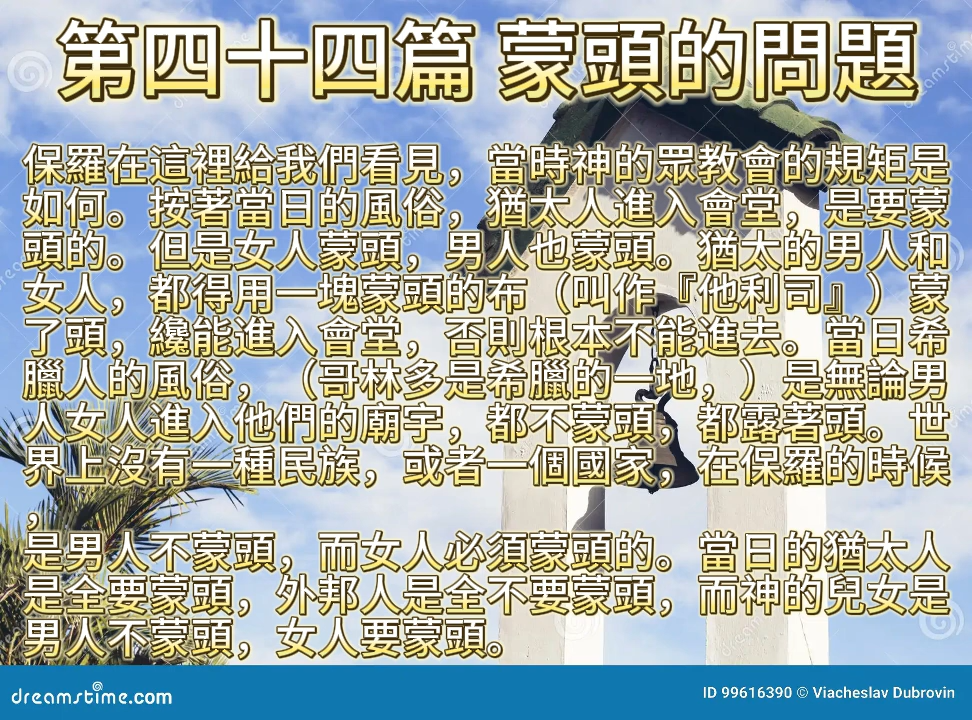 第四十四篇 蒙頭的問題
保羅在這裡給我們看見，當時神的眾教會的規矩是
如何。按著當日的風俗，猶太人進入會堂，是要蒙
頭的。但是女人蒙頭，男人也蒙頭。猶太的男人和
女人，都得用一塊蒙頭的布（叫作『他利司』）蒙
了頭，纔能進入會堂，否則根本不能進去。當日希
臘人的風俗，（哥林多是希臘的一地，）是無論男
人女人進入他們的廟宇，都不蒙頭，都露著頭。世
界上沒有一種民族，或者一個國家，在保羅的時候
，
是男人不蒙頭，而女人必須蒙頭的。當日的猶太人
是全要蒙頭，外邦人是全不要蒙頭，而神的兒女是
男人不蒙頭，女人要蒙頭。
dreamstime.com
ID 99616390 © Viacheslav Dubrovin